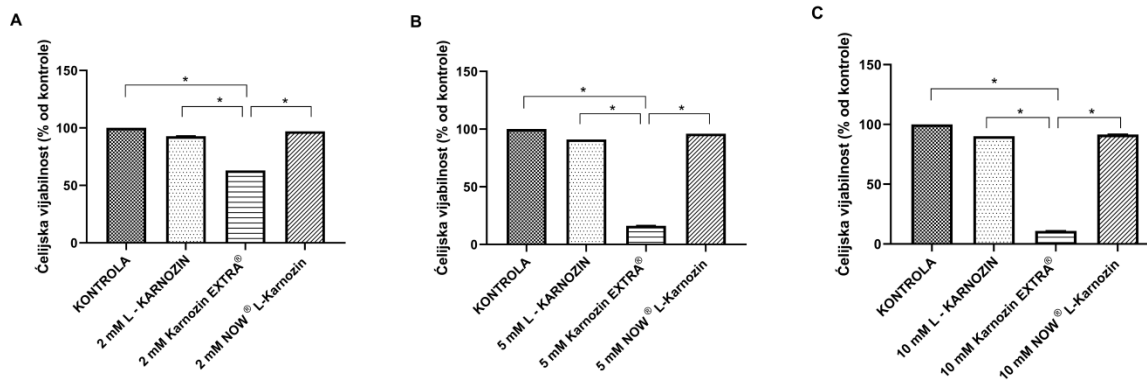 A
Ćelijska vijabilnost (% od kontrole)
150
100
50
0
*
*
*
KONTROLA
2 mM L - KARNOZIN
2 mM Karnozin EXTRA®
2 mM NOW ® L-Karnozin
B
Ćelijska vijabilnost (% od kontrole)
150
100
50
0
*
*
*
KONTROLA
5 mM L - KARNOZIN
5 mM Karnozin EXTRA®
5 mM NOW ® L-Karnozin
C
Ćelijska vijabilnost (% od kontrole)
150
100
50
0
*
*
*
KONTROLA
10 mM L - KARNOZIN
10 mM Karnozin EXTRA®
10 mM NOW ® L-Karnozin